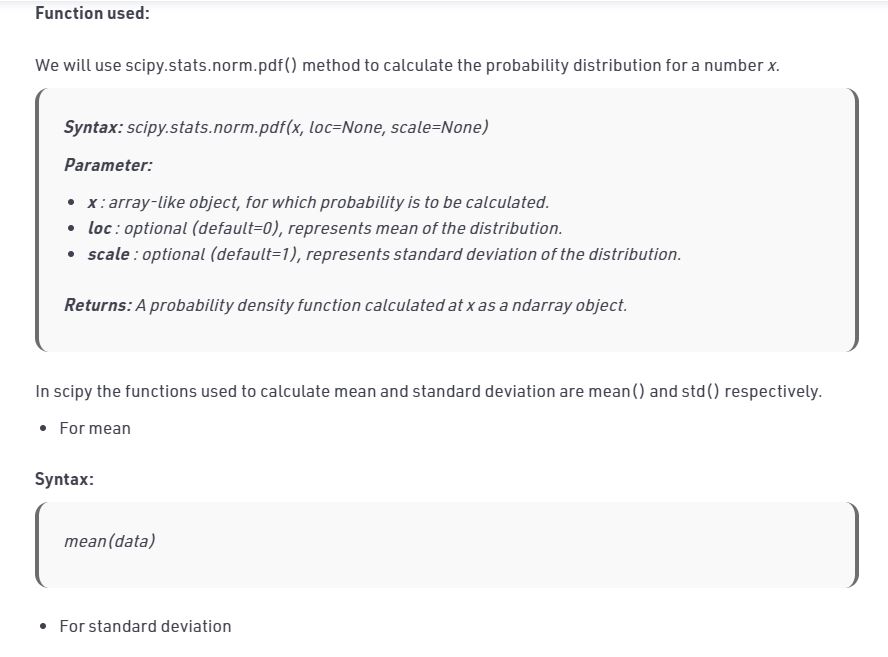 Function used:
We will use scipy.stats.norm.pdf() method to calculate the probability distribution for a number x.
Syntax: scipy.stats.norm.pdf(x, loc=None, scale=None)
Parameter:
• x : array-like object, for which probability is to be calculated.
• loc : optional (default=0), represents mean of the distribution.
• scale : optional (default=1), represents standard deviation of the distribution.
Returns: A probability density function calculated at x as a ndarray object.
In scipy the functions used to calculate mean and standard deviation are mean() and std() respectively.
• For mean
Syntax:
mean(data)
• For standard deviation